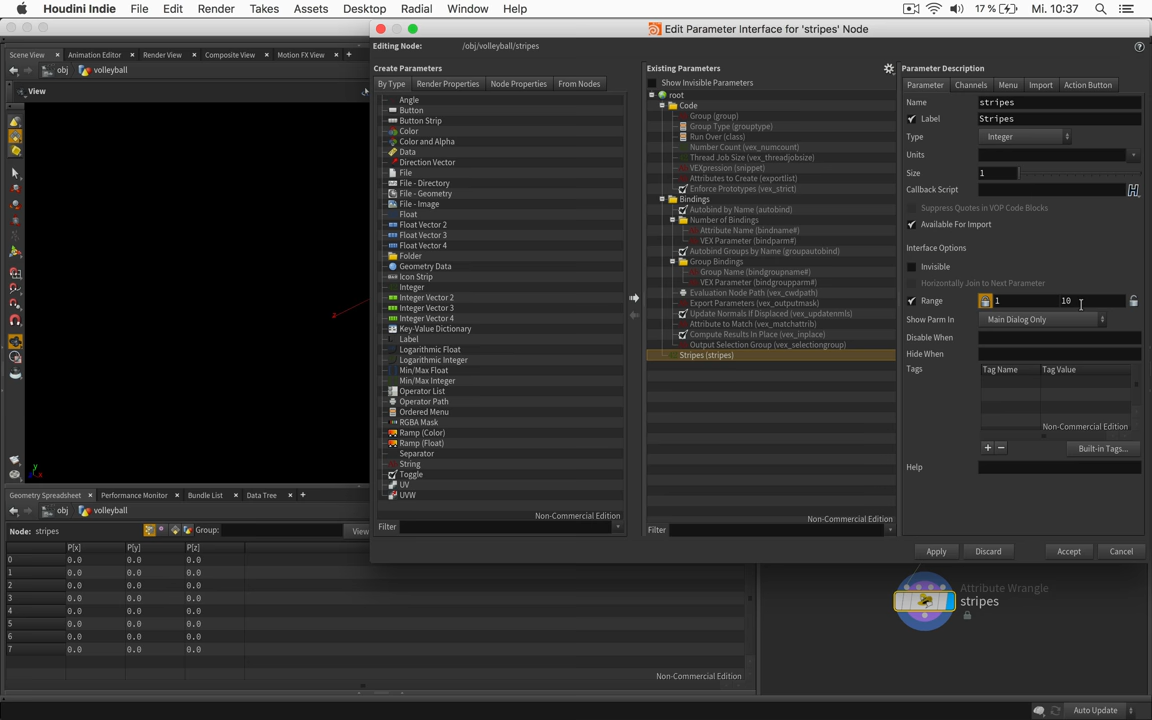 Houdini Indie File Edit Render Takes Assets Desktop Radial Window Help 17 % Mi. 10:37
Edit Parameter Interface for 'stripes' Node
Editing Node: /obj/volleyball/stripes
Scene View Animation Editor Render View Composite View Motion FX View
obj volleyball
View
Create Parameters
By Type Render Properties Node Properties From Nodes
Angle
Button
Button Strip
Color
Color and Alpha
Data
Direction Vector
File
File - Directory
File - Geometry
File - Image
Float
Float Vector 2
Float Vector 3
Float Vector 4
Folder
Geometry Data
Icon Strip
Integer
Integer Vector 2
Integer Vector 3
Integer Vector 4
Key-Value Dictionary
Label
Logarithmic Float
Logarithmic Integer
Min/Max Float
Min/Max Integer
Operator List
Operator Path
Ordered Menu
RGBA Mask
Ramp (Color)
Ramp (Float)
Separator
String
Toggle
UV
UVW
Non-Commercial Edition
Filter
Existing Parameters
Show Invisible Parameters
root
Code
Group (group)
Group Type (grouptype)
Run Over (class)
Number Count (vex_numcount)
Thread Job Size (vex_threadjobsize)
VEXpression (snippet)
Attributes to Create (exportlist)
Enforce Prototypes (vex_strict)
Bindings
Autobind by Name (autobind)
Number of Bindings
Attribute Name (bindname#)
VEX Parameter (bindparm#)
Autobind Groups by Name (groupautobind)
Group Bindings
Group Name (bindgroupname#)
VEX Parameter (bindgroupparm#)
Evaluation Node Path (vex_cwdpath)
Export Parameters (vex_outputmask)
Update Normals If Displaced (vex_updatenmls)
Attribute to Match (vex_matchattrib)
Compute Results In Place (vex_inplace)
Output Selection Group (vex_selectiongroup)
Stripes (stripes)
Non-Commercial Edition
Filter
Parameter Description
Parameter Channels Menu Import Action Button
Name stripes
Label Stripes
Type Integer
Units
Size 1
Callback Script
Suppress Quotes in VOP Code Blocks
Available For Import
Interface Options
Invisible
Horizontally Join to Next Parameter
Range 1 10
Show Parm In Main Dialog Only
Disable When
Hide When
Tags Tag Name Tag Value
Non-Commercial Edition
+ − Built-in Tags...
Help
Apply Discard Accept Cancel
y
Geometry Spreadsheet Performance Monitor Bundle List Data Tree
obj volleyball
Node: stripes Group: View
P[x] P[y] P[z]
0 0.0 0.0 0.0
1 0.0 0.0 0.0
2 0.0 0.0 0.0
3 0.0 0.0 0.0
4 0.0 0.0 0.0
5 0.0 0.0 0.0
6 0.0 0.0 0.0
7 0.0 0.0 0.0
Non-Commercial Edition
Attribute Wrangle
stripes
Auto Update